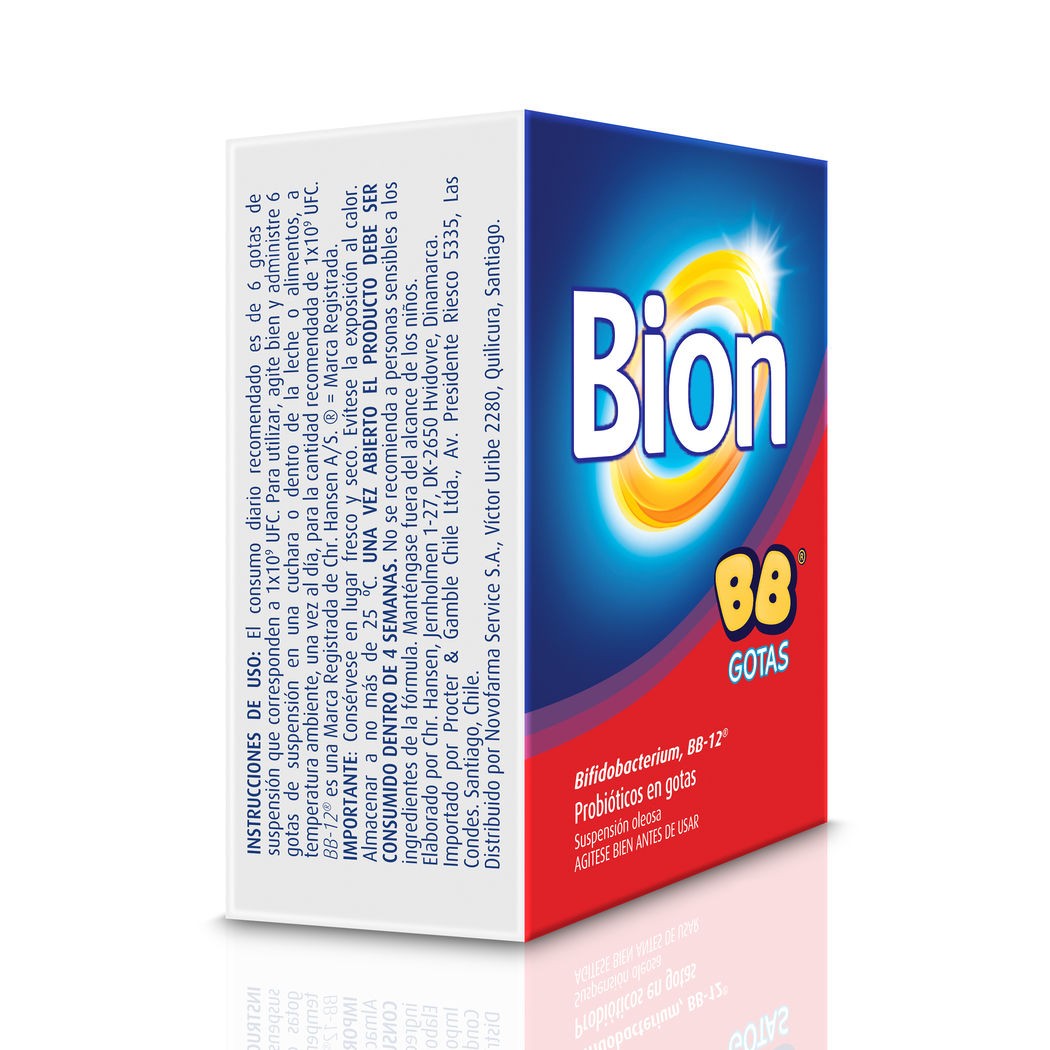 INSTRUCCIONES DE USO: El consumo diario recomendado es de 6 gotas de
suspensión que corresponden a 1x10⁹ UFC. Para utilizar, agite bien y administre 6
gotas de suspensión en una cuchara o dentro de la leche o alimentos, a
temperatura ambiente, una vez al día, para la cantidad recomendada de 1x10⁹ UFC.
BB-12® es una Marca Registrada de Chr. Hansen A/S. ® = Marca Registrada.
IMPORTANTE: Consérvese en lugar fresco y seco. Evítese la exposición al calor.
Almacenar a no más de 25 °C. UNA VEZ ABIERTO EL PRODUCTO DEBE SER
CONSUMIDO DENTRO DE 4 SEMANAS. No se recomienda a personas sensibles a los
ingredientes de la fórmula. Manténgase fuera del alcance de los niños.
Elaborado por Chr. Hansen, Jernholmen 1-27, DK-2650 Hvidovre, Dinamarca.
Importado por Procter & Gamble Chile Ltda., Av. Presidente Riesco 5335, Las
Condes. Santiago, Chile.
Distribuido por Novofarma Service S.A., Víctor Uribe 2280, Quilicura, Santiago.
Bion
BB®
GOTAS
Bifidobacterium, BB-12®
Probióticos en gotas
Suspensión oleosa
AGITESE BIEN ANTES DE USAR